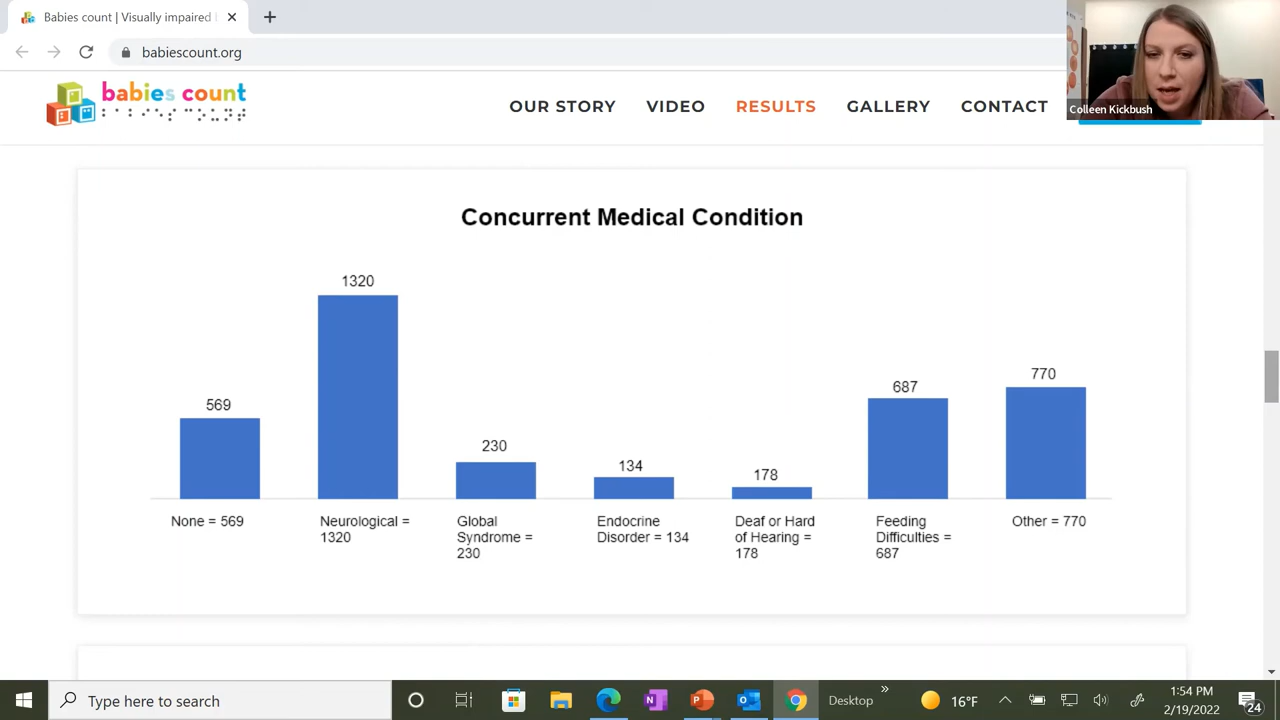 Babies count | Visually impaired
babiescount.org
babies count
OUR STORY
VIDEO
RESULTS
GALLERY
CONTACT
Colleen Kickbush
Concurrent Medical Condition
569
1320
230
134
178
687
770
None = 569
Neurological =
1320
Global
Syndrome =
230
Endocrine
Disorder = 134
Deaf or Hard
of Hearing =
178
Feeding
Difficulties =
687
Other = 770
Type here to search
Desktop
16°F
1:54 PM
2/19/2022
24